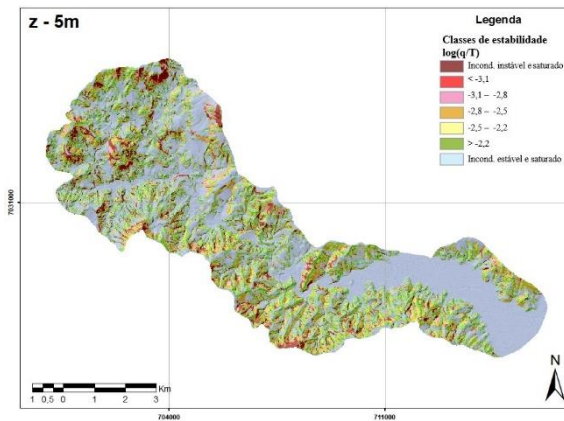 z - 5m
Legenda
Classes de estabilidade
log(q/T)
Incond. instável e saturado
< -3,1
-3,1 – -2,8
-2,8 – -2,5
-2,5 – -2,2
> -2,2
Incond. estável e saturado
7031000
N
Km
1 0,5 0 1 2 3
704000 711000